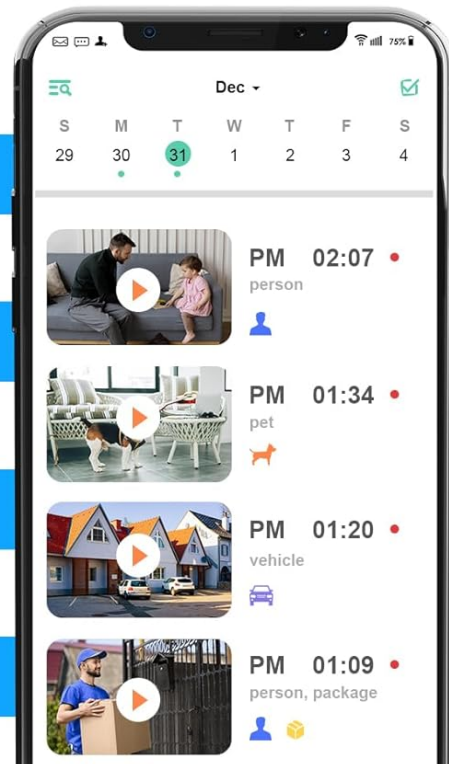 75%
Dec
S M T W T F S
29 30 31 1 2 3 4
PM 02:07
person
PM 01:34
pet
PM 01:20
vehicle
PM 01:09
person, package